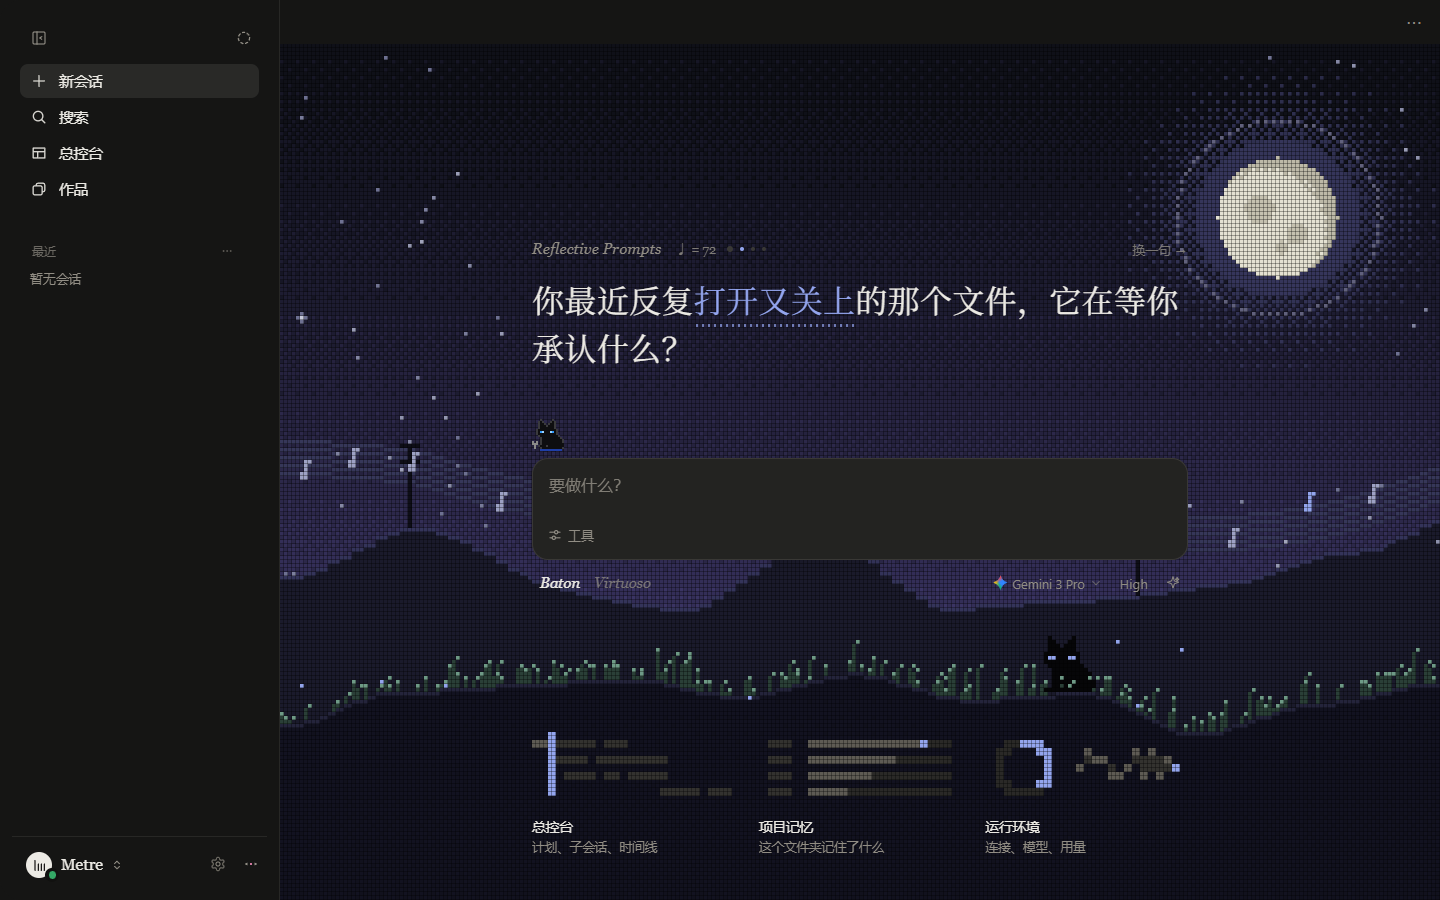 新会话
搜索
总控台
作品
最近
暂无会话
Metre
Reflective Prompts ♩ = 72
换一句 →
你最近反复打开又关上的那个文件，它在等你
承认什么？
要做什么？
工具
Baton Virtuoso
Gemini 3 Pro High
总控台
计划、子会话、时间线
项目记忆
这个文件夹记住了什么
运行环境
连接、模型、用量